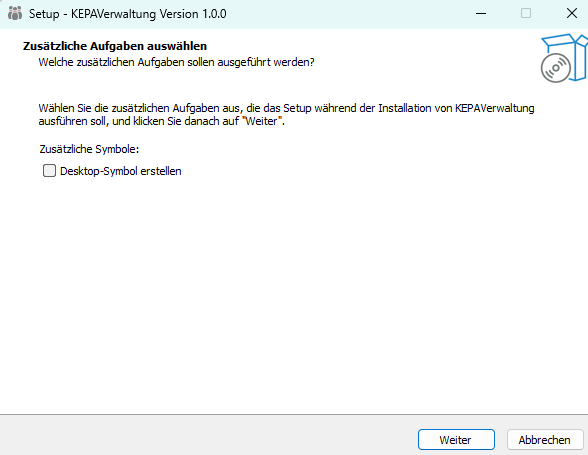 Setup - KEPAVerwaltung Version 1.0.0
Zusätzliche Aufgaben auswählen
Welche zusätzlichen Aufgaben sollen ausgeführt werden?
Wählen Sie die zusätzlichen Aufgaben aus, die das Setup während der Installation von KEPAVerwaltung
ausführen soll, und klicken Sie danach auf "Weiter".
Zusätzliche Symbole:
Desktop-Symbol erstellen
Weiter
Abbrechen